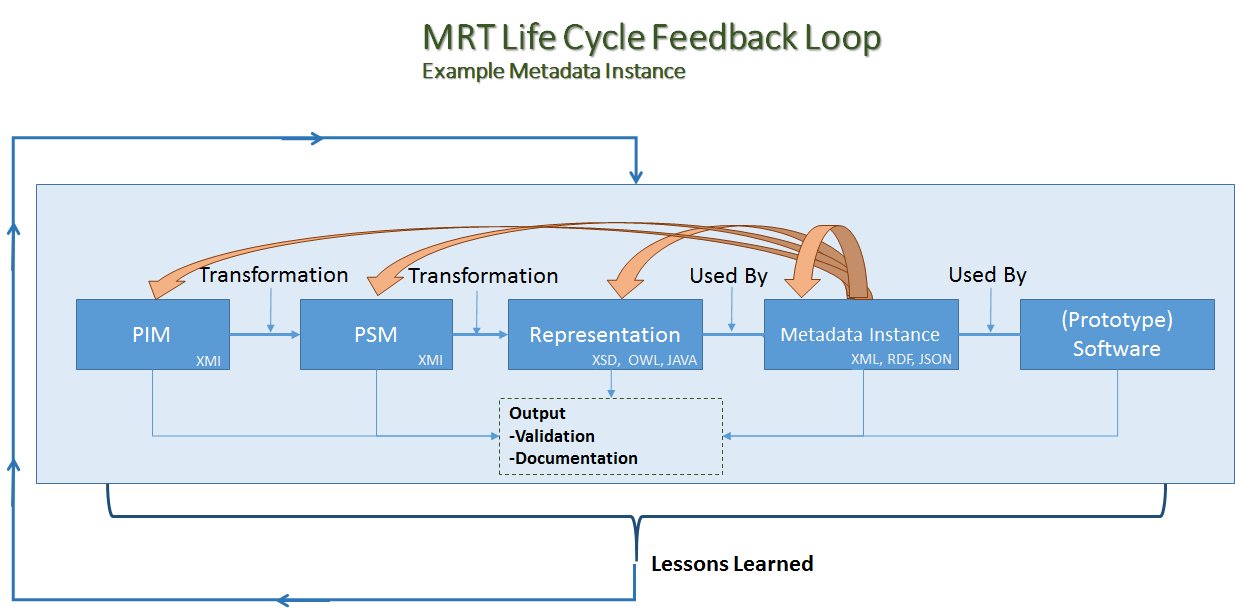 MRT Life Cycle Feedback Loop
Example Metadata Instance
Transformation
Transformation
Used By
Used By
PIM
XMI
PSM
XMI
Representation
XSD, OWL, JAVA
Metadata Instance
XML, RDF, JSON
(Prototype)
Software
Output
-Validation
-Documentation
Lessons Learned